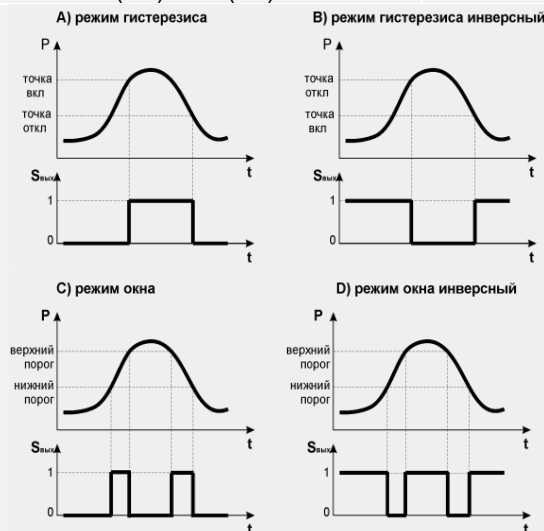 A) режим гистерезиса
P
точка
вкл
точка
откл
t
Sвых
1
0
t
B) режим гистерезиса инверсный
P
точка
откл
точка
вкл
t
Sвых
1
0
t
C) режим окна
P
верхний
порог
нижний
порог
t
Sвых
1
0
t
D) режим окна инверсный
P
верхний
порог
нижний
порог
t
Sвых
1
0
t